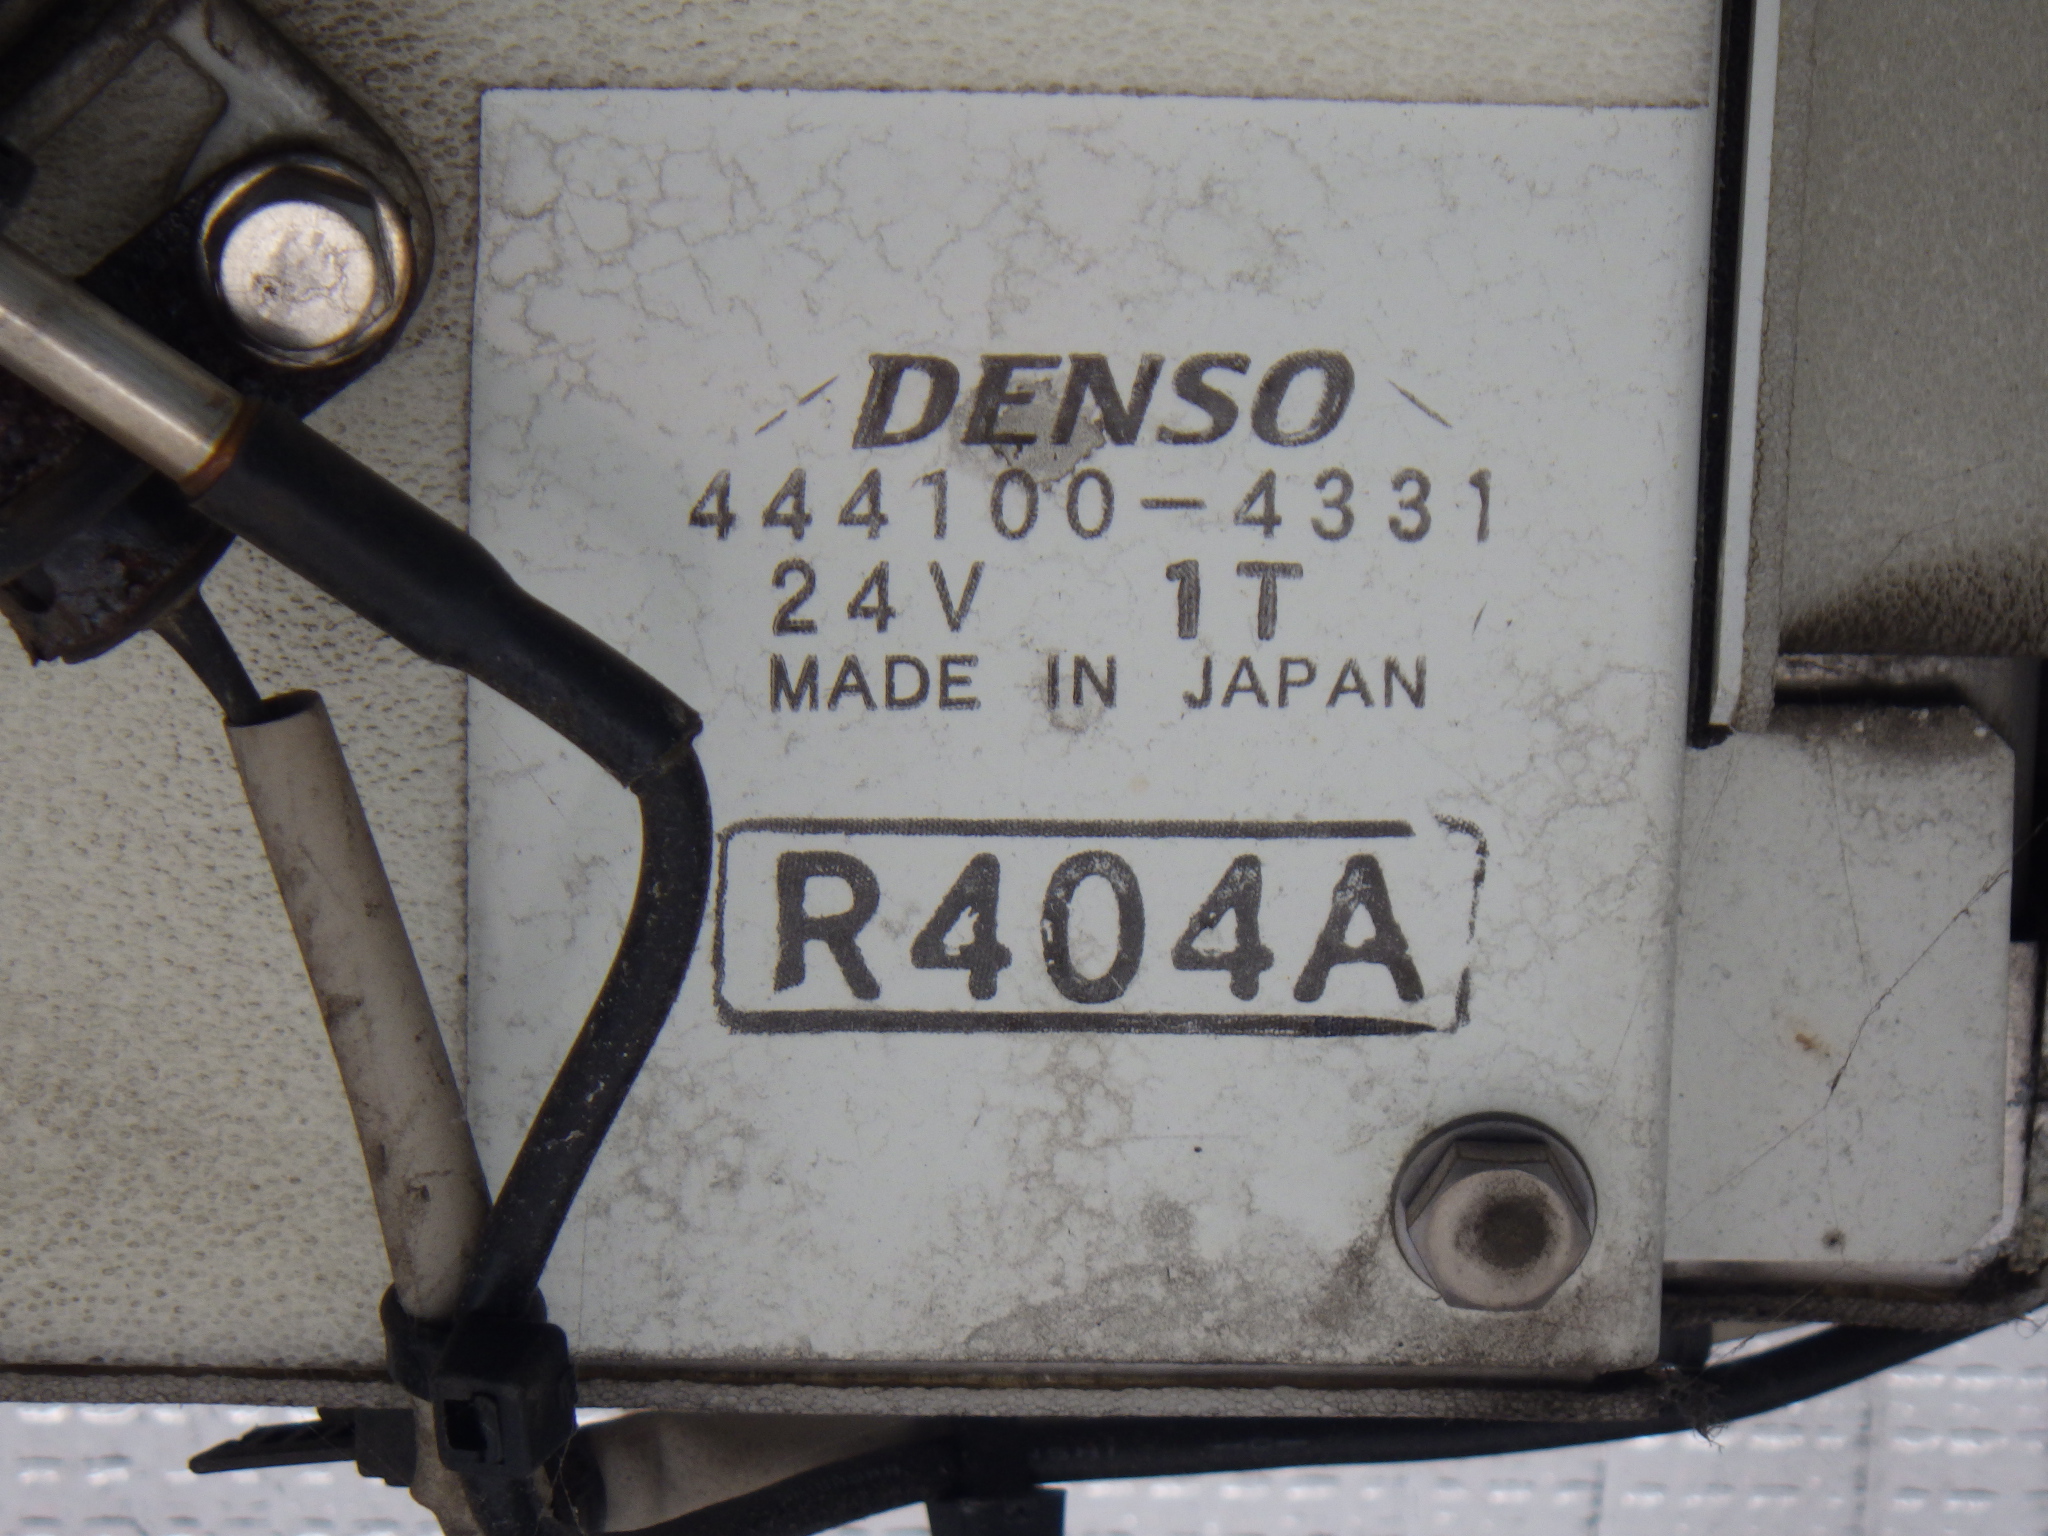 DENSO
444100-4331
24V 1T
MADE IN JAPAN
R404A